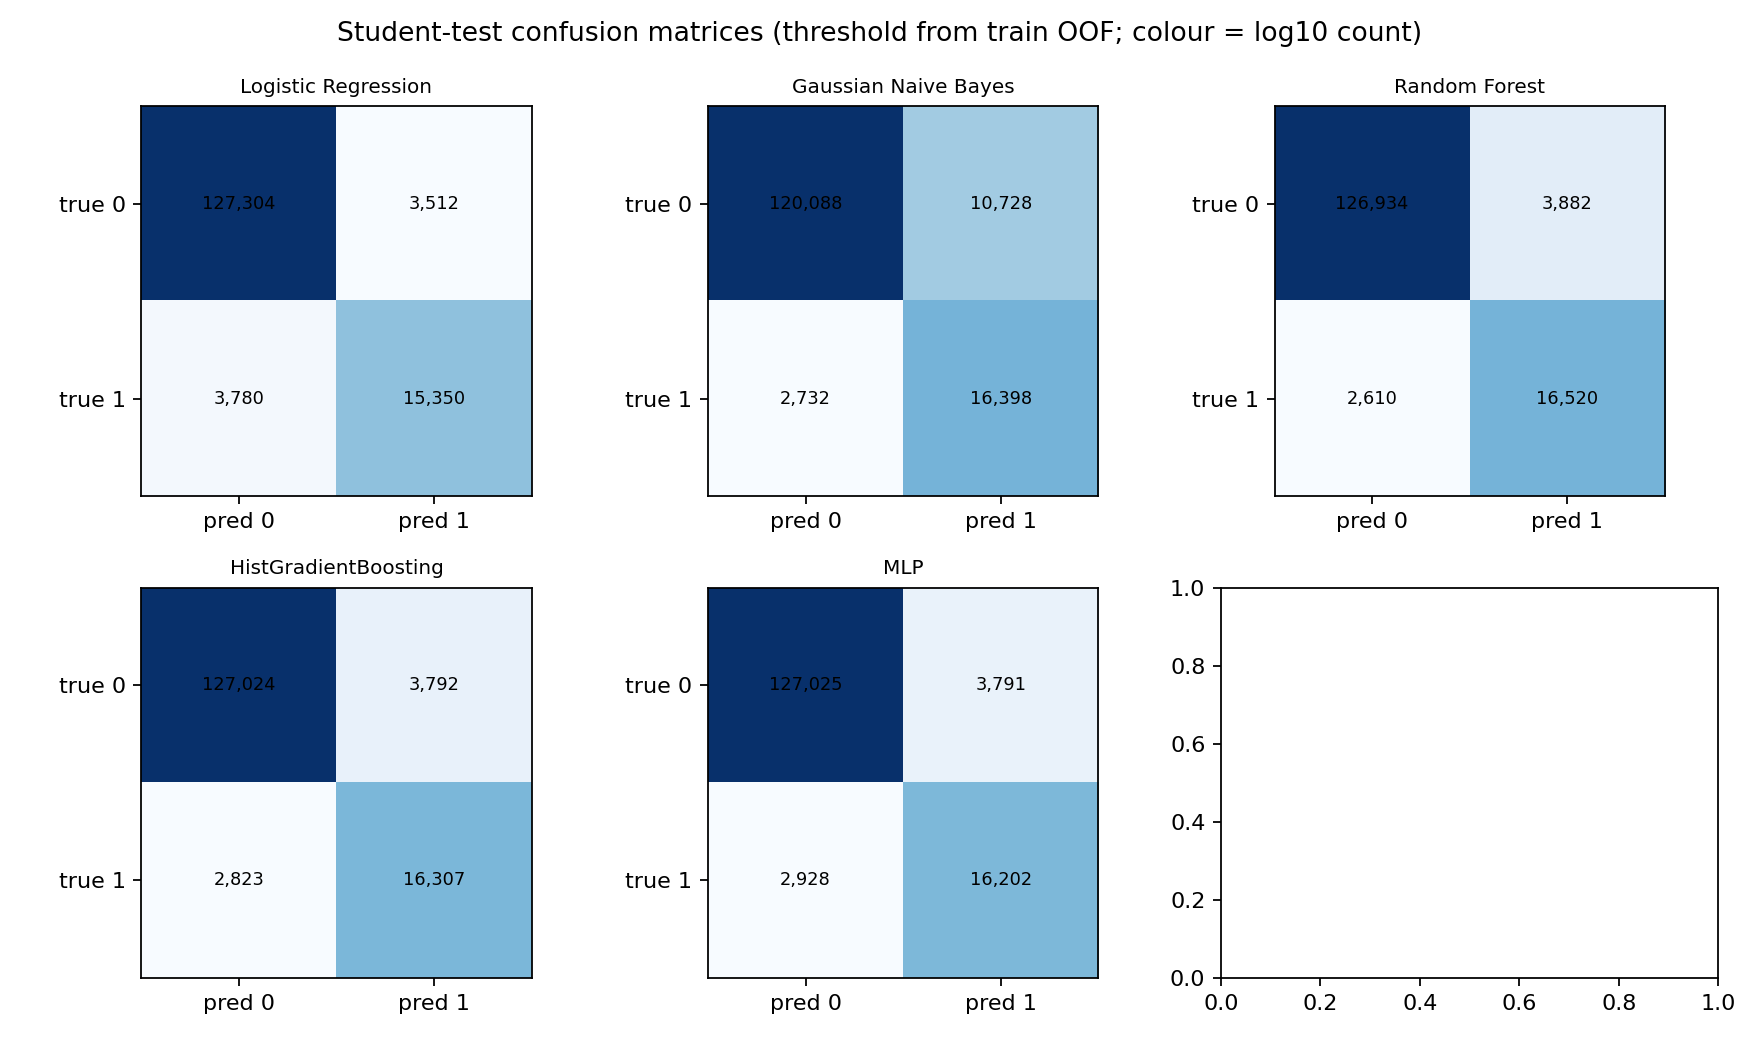 Student-test confusion matrices (threshold from train OOF; colour = log10 count)
Logistic Regression
Gaussian Naive Bayes
Random Forest
true 0
127,304
3,512
true 0
120,088
10,728
true 0
126,934
3,882
true 1
3,780
15,350
true 1
2,732
16,398
true 1
2,610
16,520
pred 0
pred 1
pred 0
pred 1
pred 0
pred 1
HistGradientBoosting
MLP
true 0
127,024
3,792
true 0
127,025
3,791
true 1
2,823
16,307
true 1
2,928
16,202
pred 0
pred 1
pred 0
pred 1
1.0
0.8
0.6
0.4
0.2
0.0
0.0
0.2
0.4
0.6
0.8
1.0